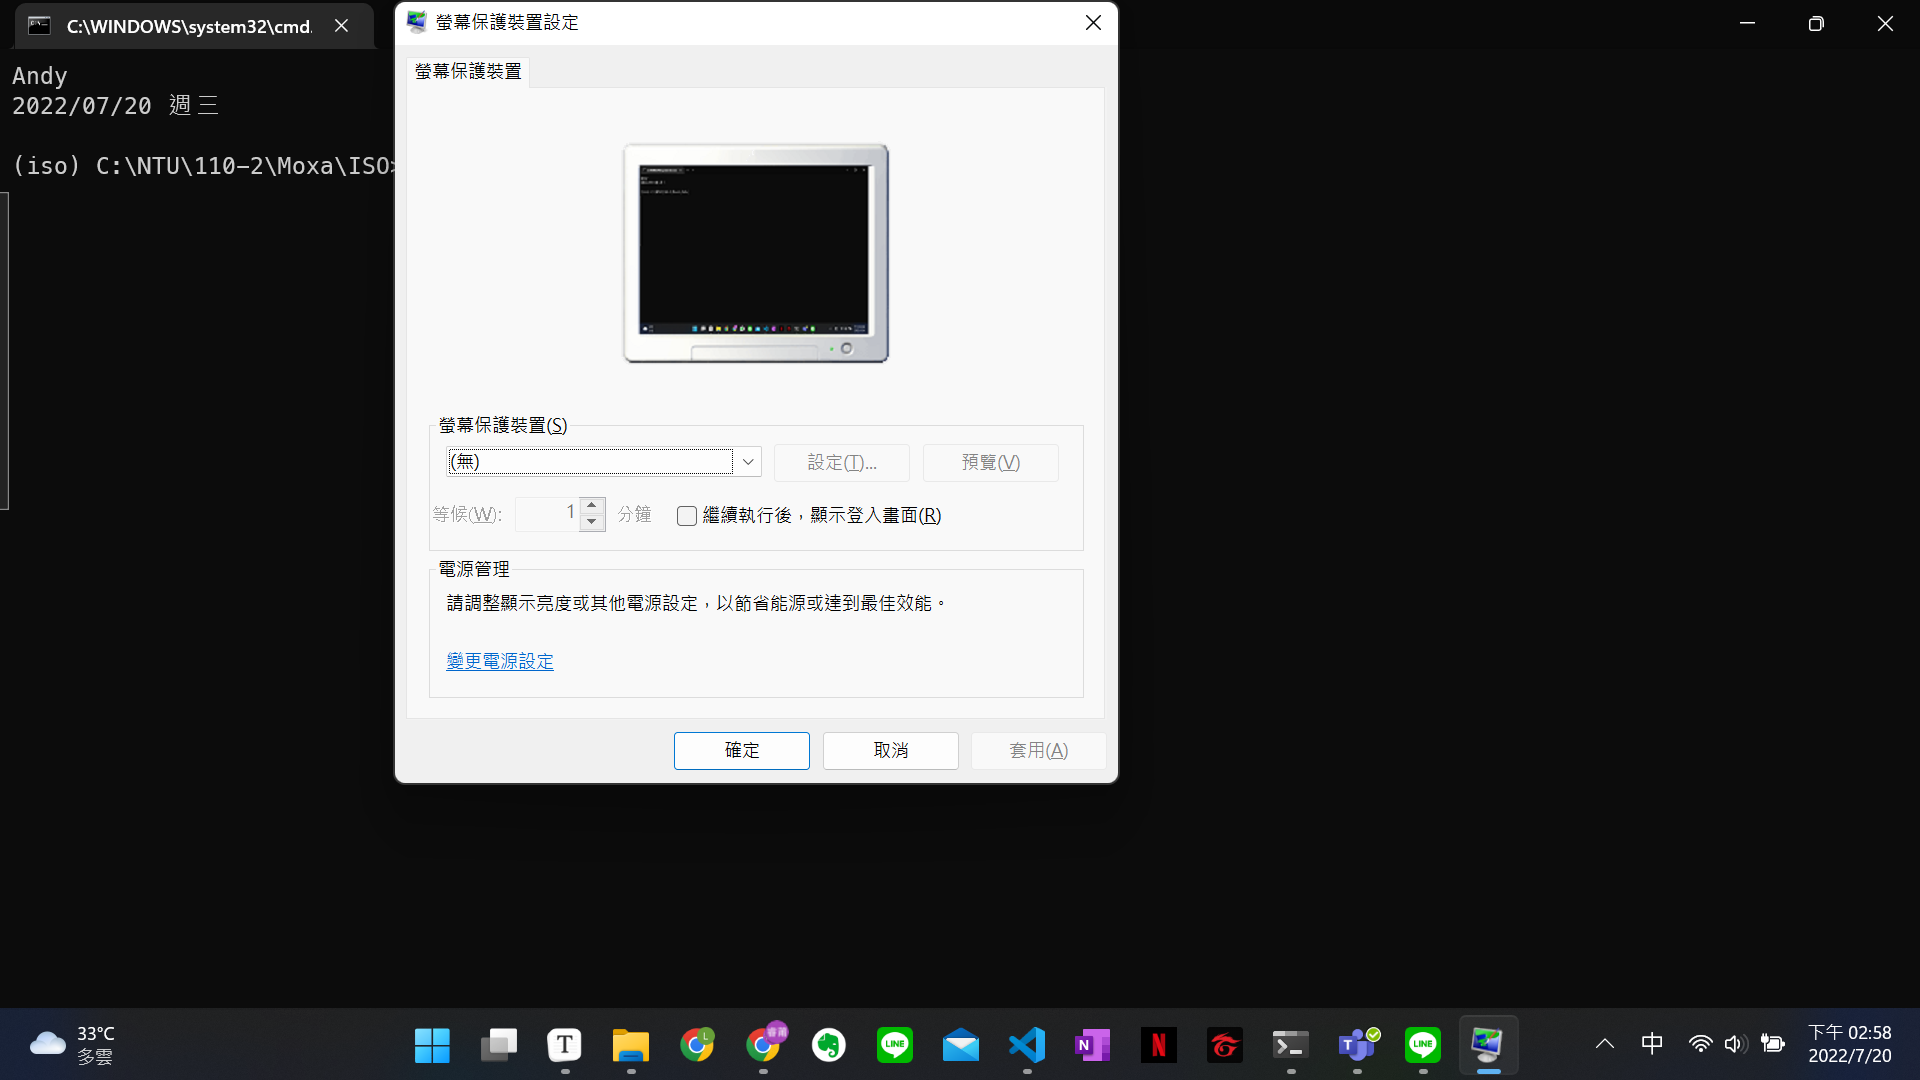 C:\WINDOWS\system32\cmd.
Andy
2022/07/20 週三
(iso) C:\NTU\110-2\Moxa\ISO>
螢幕保護裝置設定
螢幕保護裝置
螢幕保護裝置(S)
(無)
設定(T)...
預覽(V)
等候(W):
1
分鐘
繼續執行後，顯示登入畫面(R)
電源管理
請調整顯示亮度或其他電源設定，以節省能源或達到最佳效能。
變更電源設定
確定
取消
套用(A)
33°C
多雲
T
L
睿莆
LINE
N
N
T
LINE
中
下午 02:58
2022/7/20